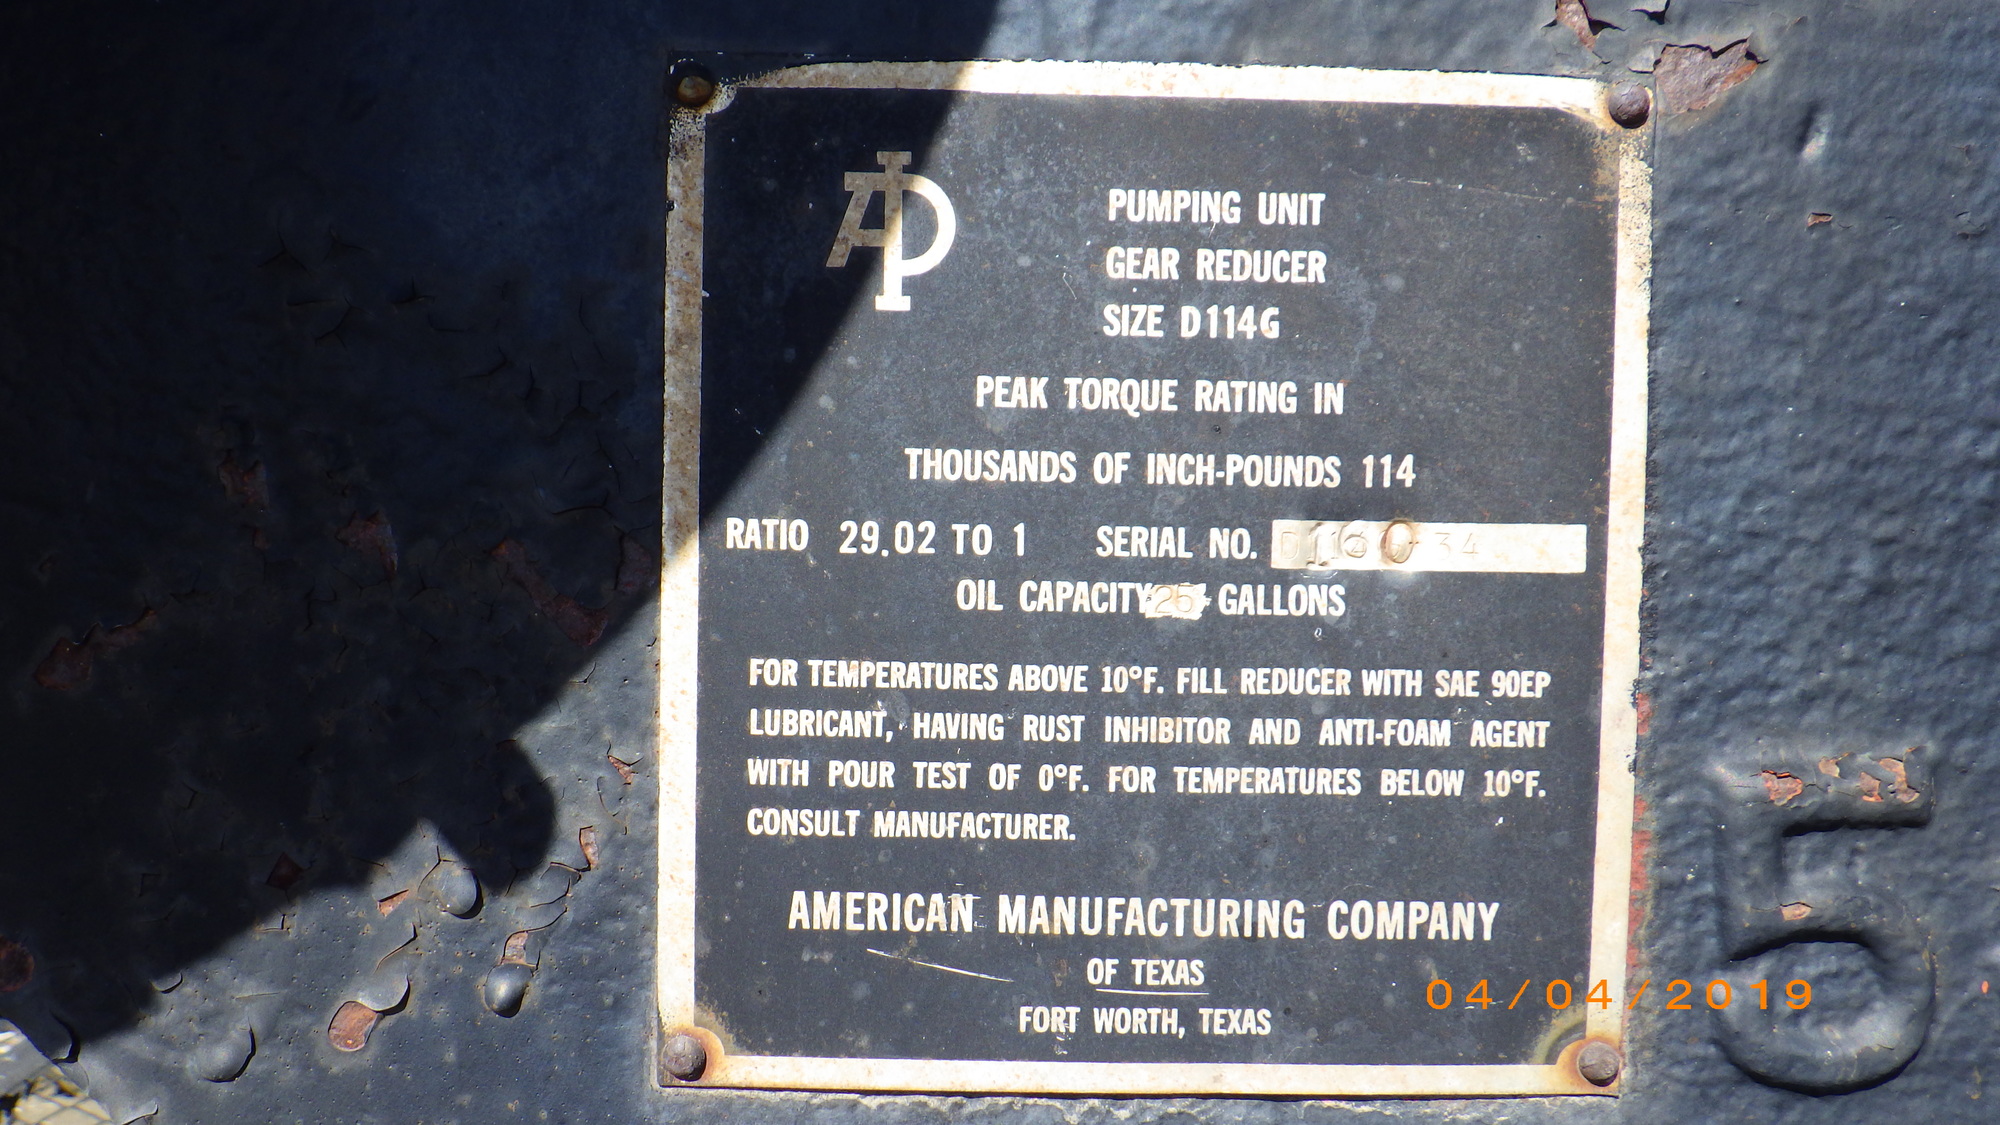 API
PUMPING UNIT
GEAR REDUCER
SIZE D114G
PEAK TORQUE RATING IN
THOUSANDS OF INCH-POUNDS 114
RATIO 29.02 TO 1 SERIAL NO.
OIL CAPACITY 25 GALLONS
FOR TEMPERATURES ABOVE 10°F. FILL REDUCER WITH SAE 90EP
LUBRICANT, HAVING RUST INHIBITOR AND ANTI-FOAM AGENT
WITH POUR TEST OF 0°F. FOR TEMPERATURES BELOW 10°F.
CONSULT MANUFACTURER.
AMERICAN MANUFACTURING COMPANY
OF TEXAS
FORT WORTH, TEXAS
5
04/04/2019